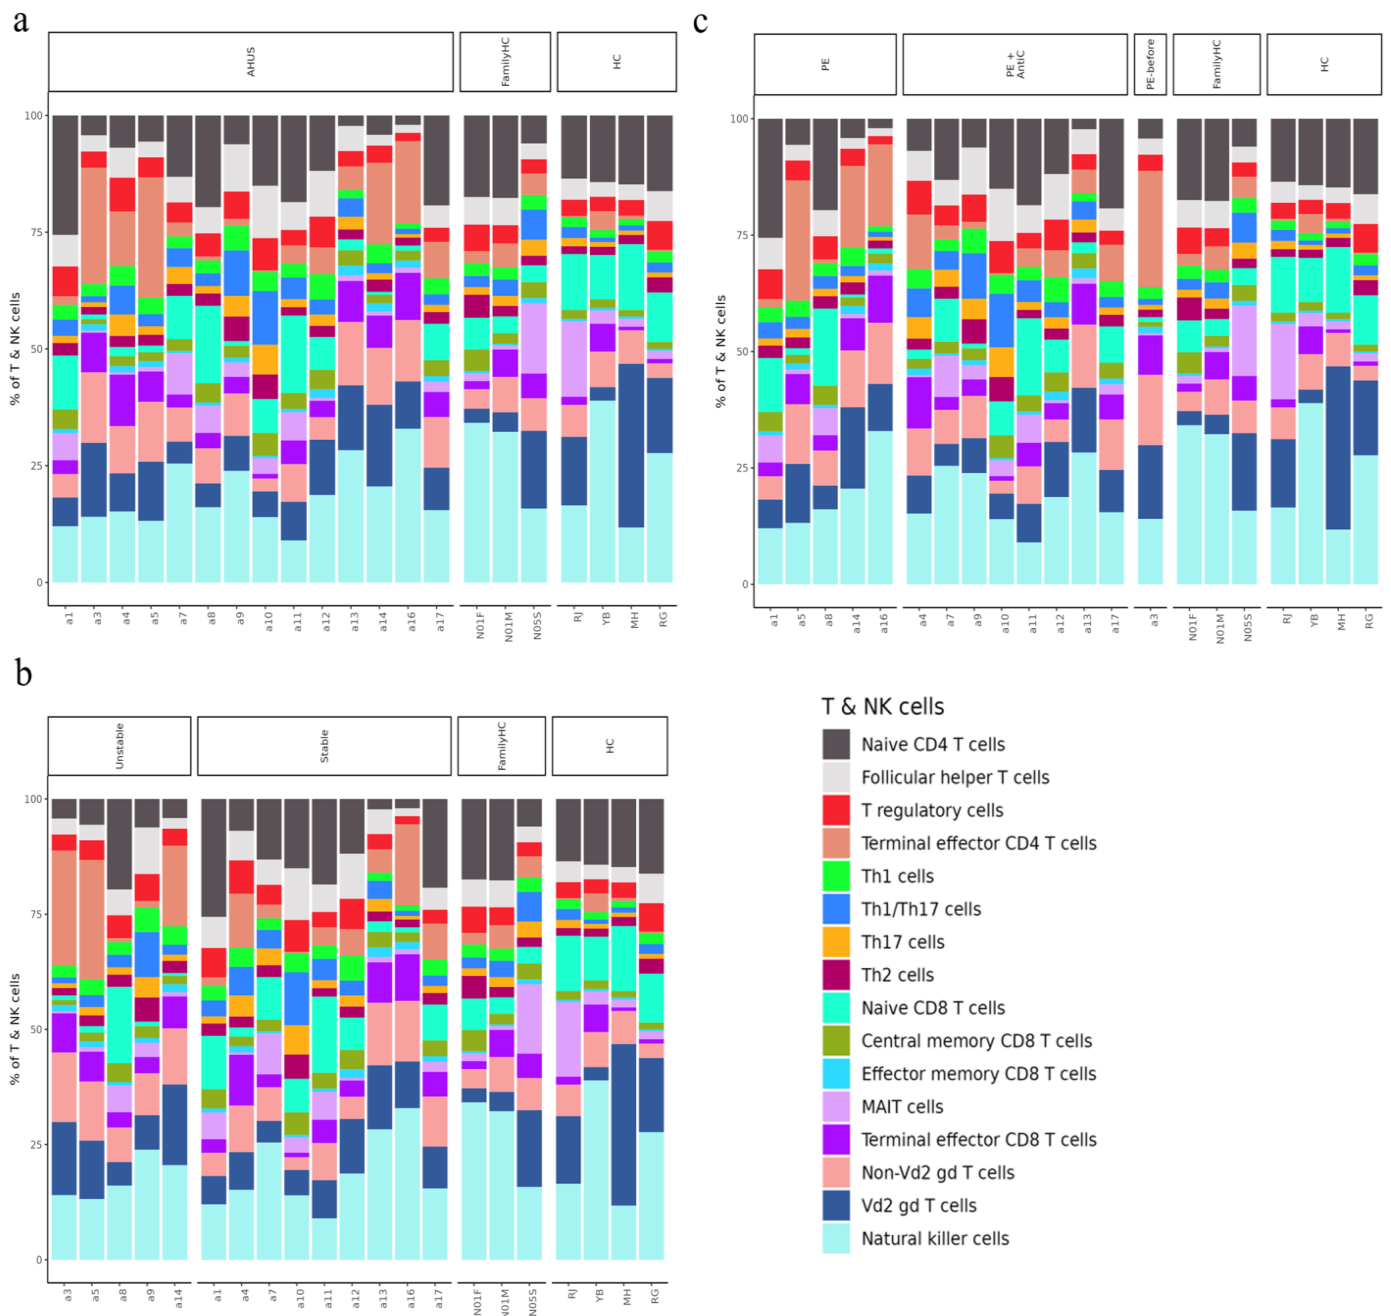 a
AHUS
FamilyHC
HC
% of T & NK cells
100
75
50
25
0
a1 a3 a4 a5 a7 a8 a9 a10 a11 a12 a13 a14 a16 a17 N01F N01M N05S RJ YB MH RG
c
PE
PE +
AntiC
PE-before
FamilyHC
HC
% of T & NK cells
100
75
50
25
0
a1 a5 a8 a14 a16 a4 a7 a9 a10 a11 a12 a13 a17 a3 N01F N01M N05S RJ YB MH RG
b
Unstable
Stable
FamilyHC
HC
% of T & NK cells
100
75
50
25
0
a3 a5 a8 a9 a14 a1 a4 a7 a10 a11 a12 a13 a16 a17 N01F N01M N05S RJ YB MH RG
T & NK cells
Naive CD4 T cells
Follicular helper T cells
T regulatory cells
Terminal effector CD4 T cells
Th1 cells
Th1/Th17 cells
Th17 cells
Th2 cells
Naive CD8 T cells
Central memory CD8 T cells
Effector memory CD8 T cells
MAIT cells
Terminal effector CD8 T cells
Non-Vd2 gd T cells
Vd2 gd T cells
Natural killer cells